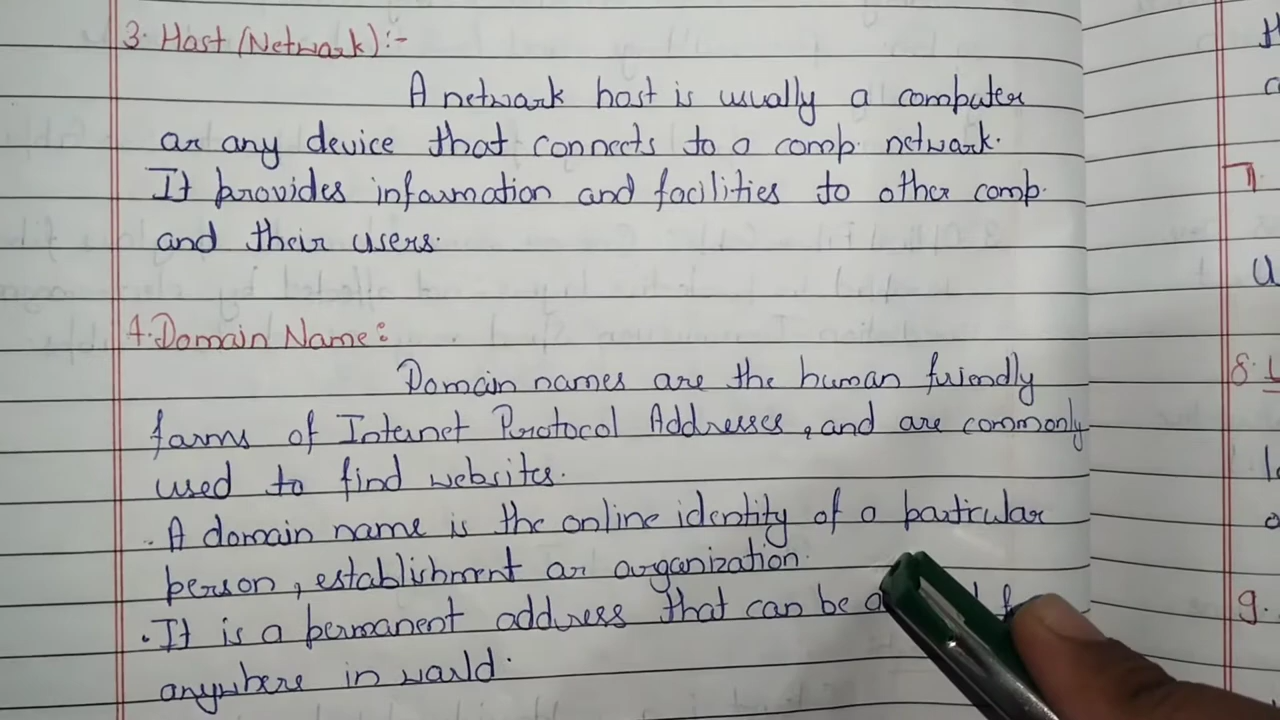 3. Host (Network):-
A network host is usually a computer
or any device that connects to a comp. network.
It provides information and facilities to other comp.
and their users.
4. Domain Name:
Domain names are the human friendly
forms of Internet Protocol Addresses, and are commonly
used to find websites.
. A domain name is the online identity of a particular
person, establishment or organization.
. It is a permanent address that can be
anywhere in world.
7.
U
8.
9.